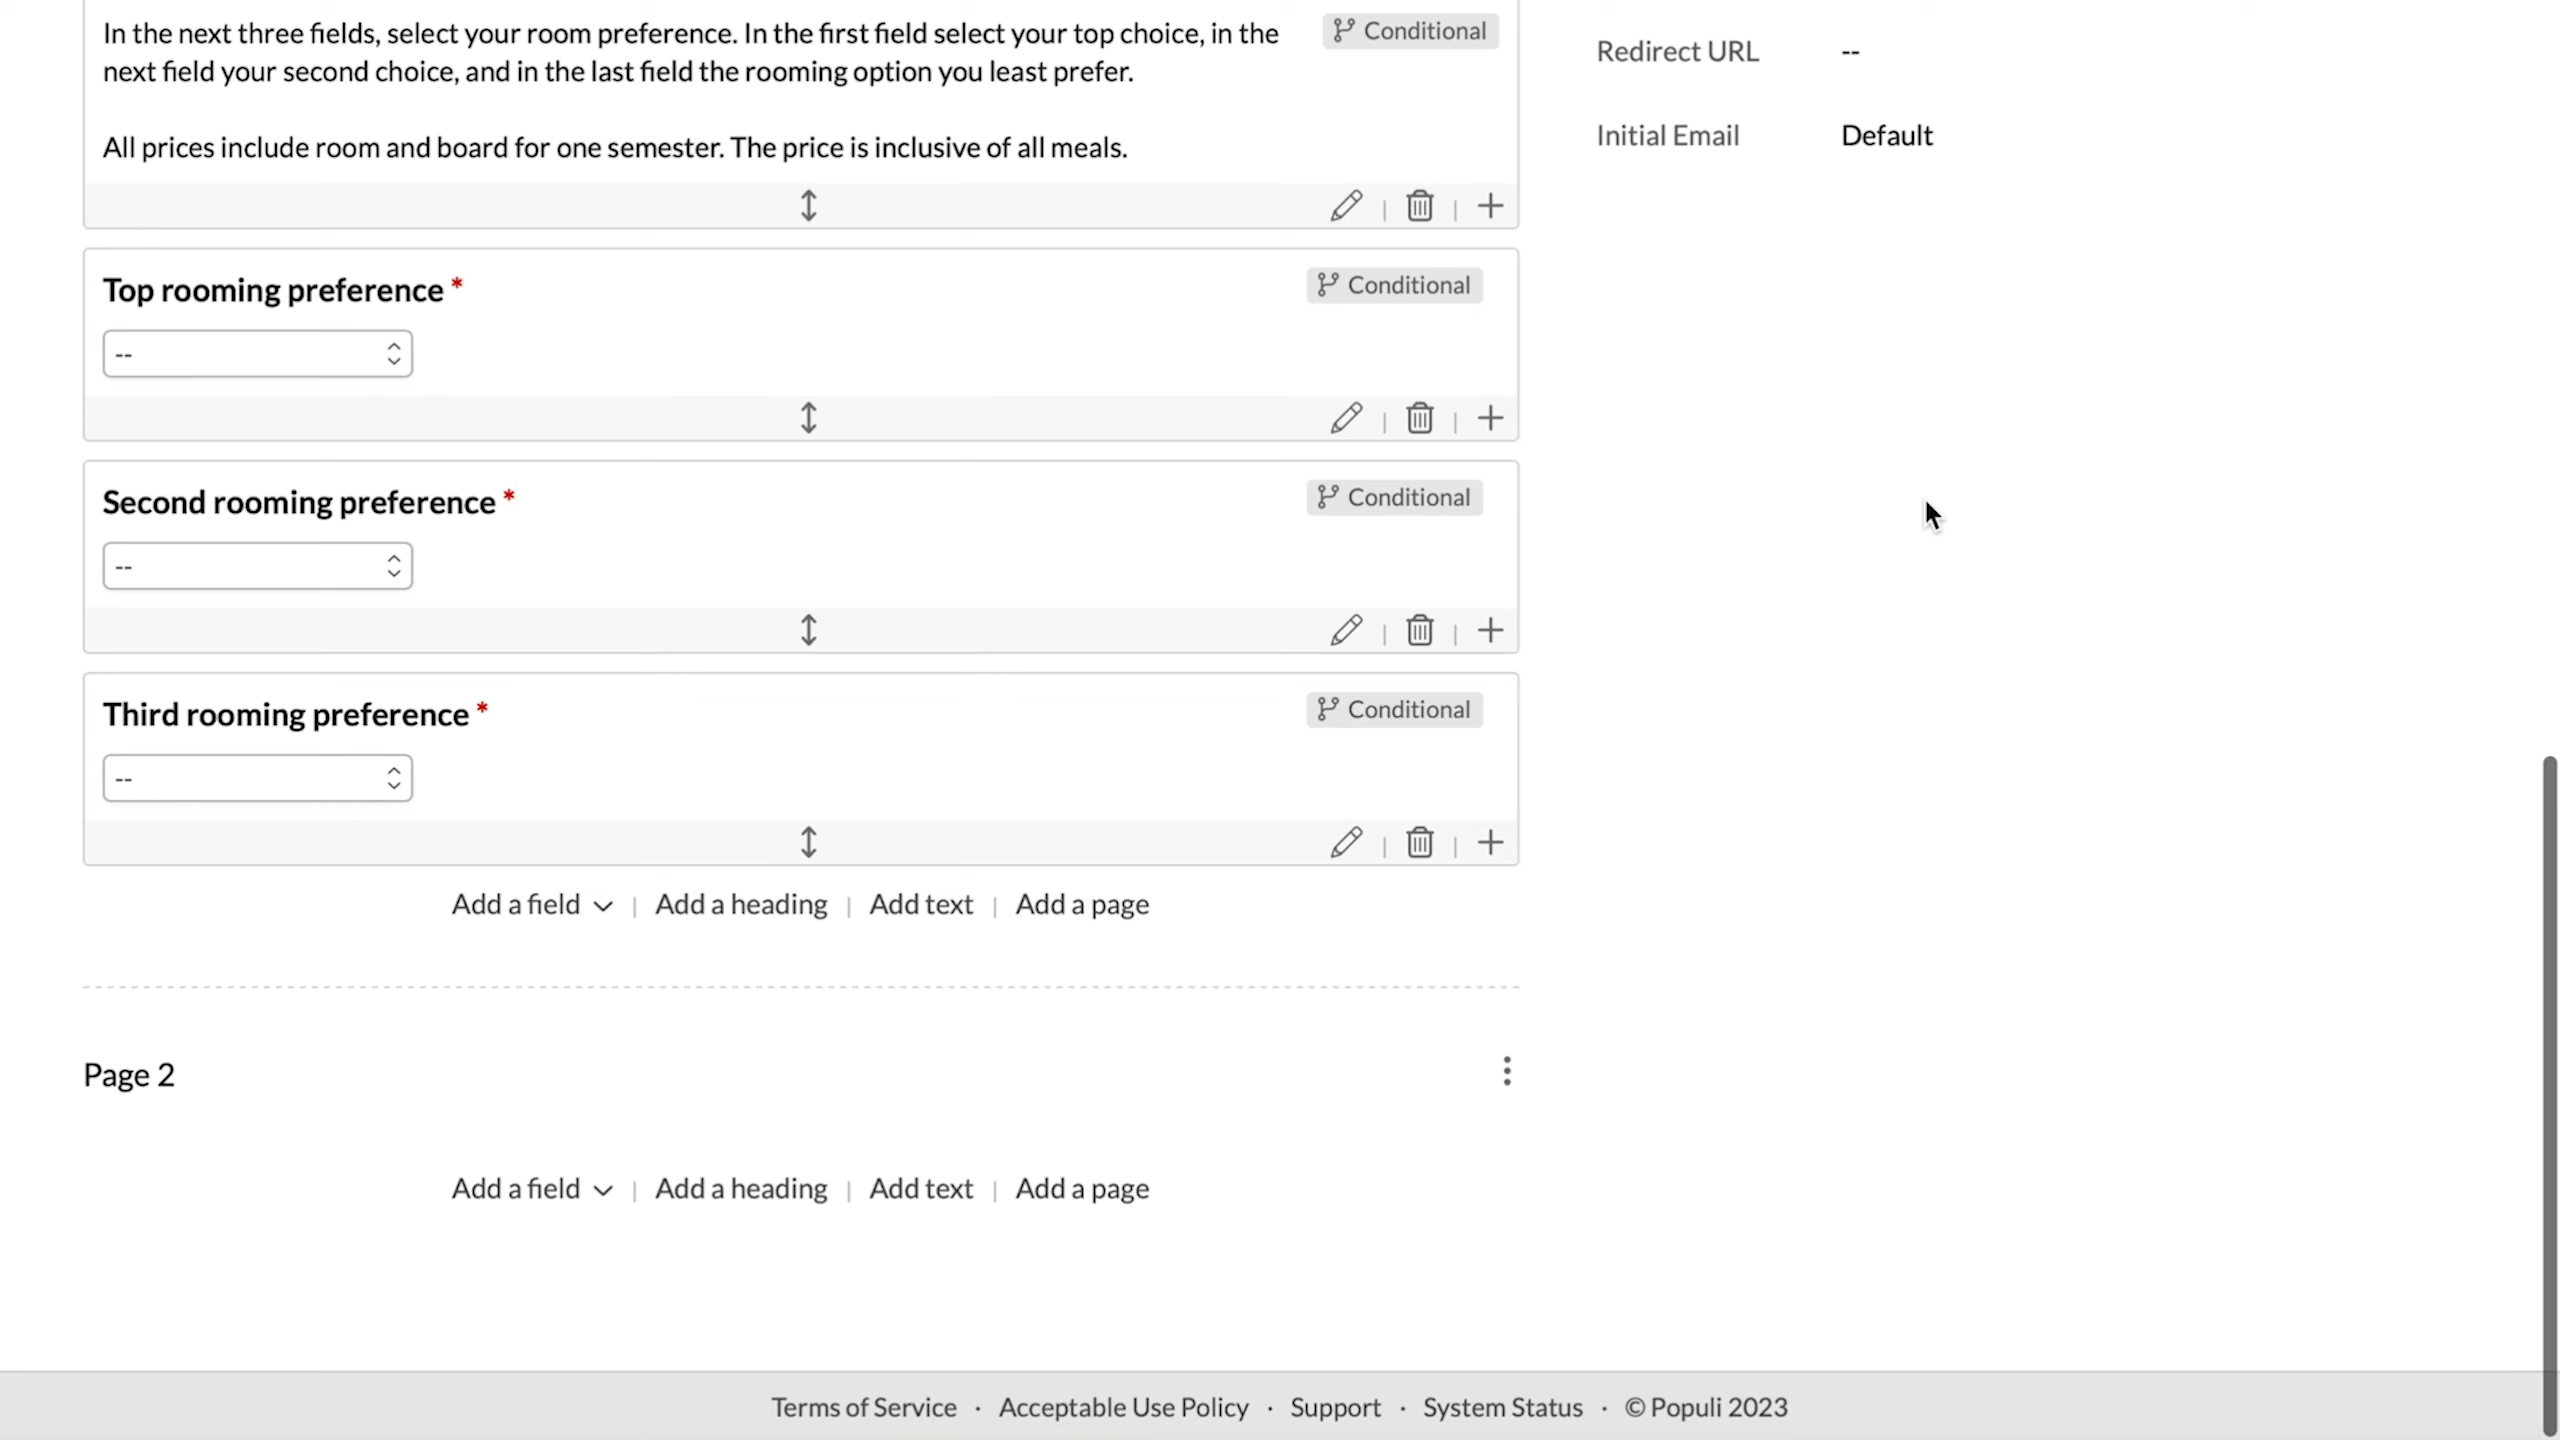 In the next three fields, select your room preference. In the first field select your top choice, in the
next field your second choice, and in the last field the rooming option you least prefer.
Conditional
All prices include room and board for one semester. The price is inclusive of all meals.
Redirect URL --
Initial Email Default
Top rooming preference *
Conditional
--
Second rooming preference *
Conditional
--
Third rooming preference *
Conditional
--
Add a field | Add a heading | Add text | Add a page
Page 2
Add a field | Add a heading | Add text | Add a page
Terms of Service · Acceptable Use Policy · Support · System Status · © Populi 2023